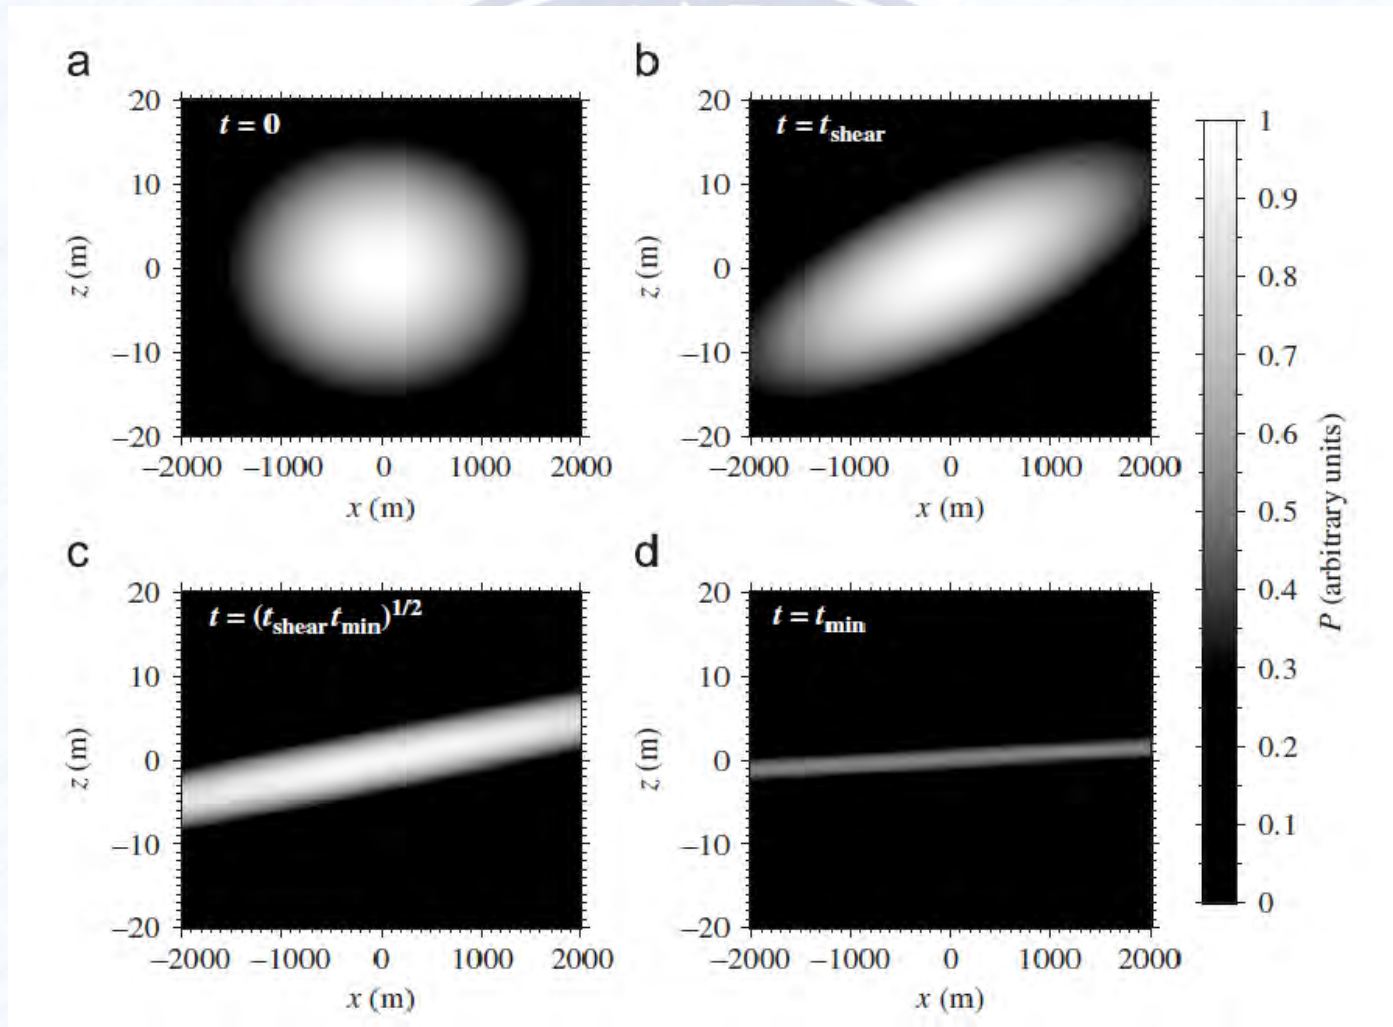 a
t = 0
20
10
0
−10
−20
z (m)
−2000 −1000 0 1000 2000
x (m)
b
t = tshear
20
10
0
−10
−20
z (m)
−2000 −1000 0 1000 2000
x (m)
c
t = (tshear tmin)1/2
20
10
0
−10
−20
z (m)
−2000 −1000 0 1000 2000
x (m)
d
t = tmin
20
10
0
−10
−20
z (m)
−2000 −1000 0 1000 2000
x (m)
1
0.9
0.8
0.7
0.6
0.5
0.4
0.3
0.2
0.1
0
P (arbitrary units)